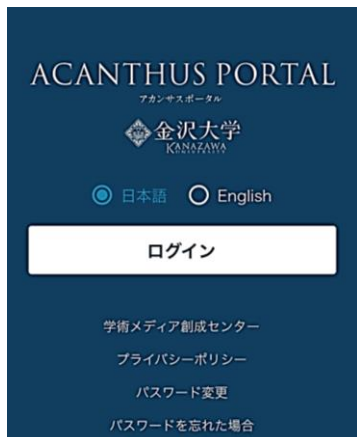 ACANTHUS PORTAL
アカンサスポータル
金沢大学
KANAZAWA
UNIVERSITY
日本語 English
ログイン
学術メディア創成センター
プライバシーポリシー
パスワード変更
パスワードを忘れた場合